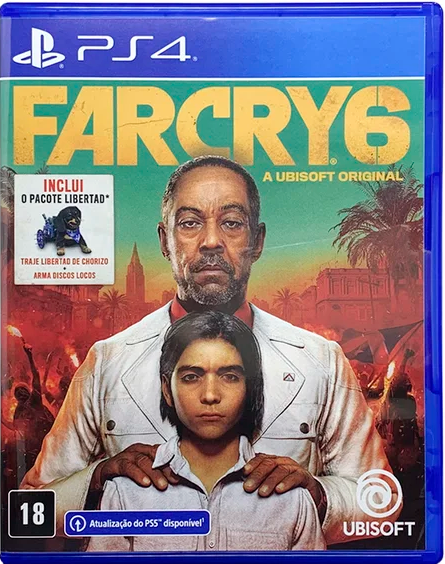 PS4
FARCRY6
A UBISOFT ORIGINAL
INCLUI
O PACOTE LIBERTAD*
TRAJE LIBERTAD DE CHORIZO
+
ARMA DISCOS LOCOS
18
Atualização do PS5™ disponível¹
UBISOFT